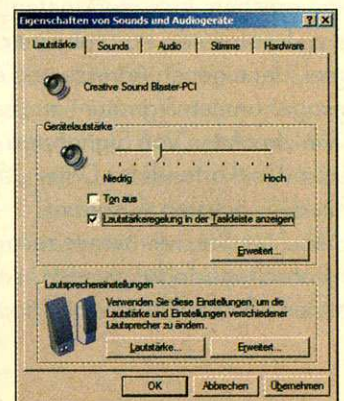 Eigenschaften von Sounds und Audiogeräte
Lautstärke Sounds Audio Stimme Hardware
Creative Sound Blaster-PCI
Gerätelautstärke
Niedrig Hoch
Ton aus
Lautstärkeregelung in der Taskleiste anzeigen
Erweitert...
Lautsprechereinstellungen
Verwenden Sie diese Einstellungen, um die
Lautstärke und Einstellungen verschiedener
Lautsprecher zu ändern.
Lautstärke... Erweitert...
OK Abbrechen Übernehmen